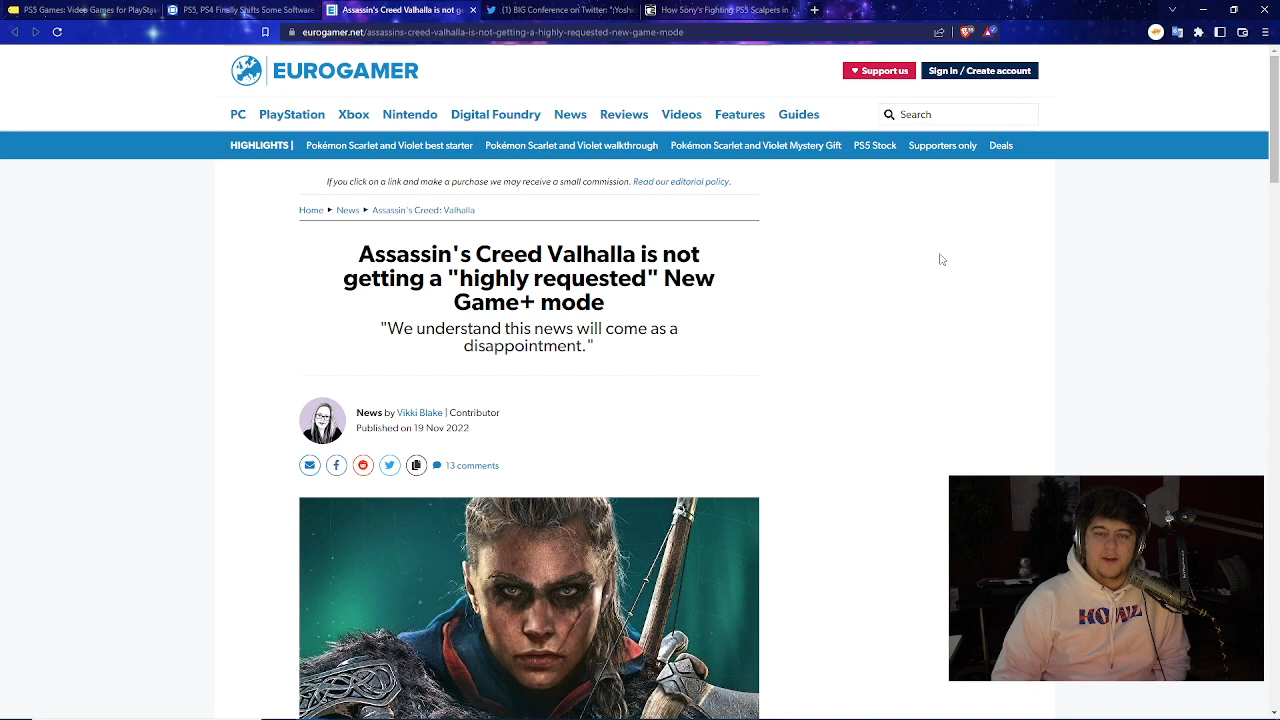 PS5 Games: Video Games for PlaySta
PS5, PS4 Finally Shifts Some Software
Assassin's Creed Valhalla is not g
(1) BIG Conference on Twitter: "¡Yoshi
How Sony's Fighting PS5 Scalpers in J
eurogamer.net/assassins-creed-valhalla-is-not-getting-a-highly-requested-new-game-mode
EUROGAMER
Support us
Sign in / Create account
PC PlayStation Xbox Nintendo Digital Foundry News Reviews Videos Features Guides
Search
HIGHLIGHTS | Pokémon Scarlet and Violet best starter Pokémon Scarlet and Violet walkthrough Pokémon Scarlet and Violet Mystery Gift PS5 Stock Supporters only Deals
If you click on a link and make a purchase we may receive a small commission. Read our editorial policy.
Home ▸ News ▸ Assassin's Creed: Valhalla
Assassin's Creed Valhalla is not
getting a "highly requested" New
Game+ mode
"We understand this news will come as a
disappointment."
News by Vikki Blake | Contributor
Published on 19 Nov 2022
13 comments